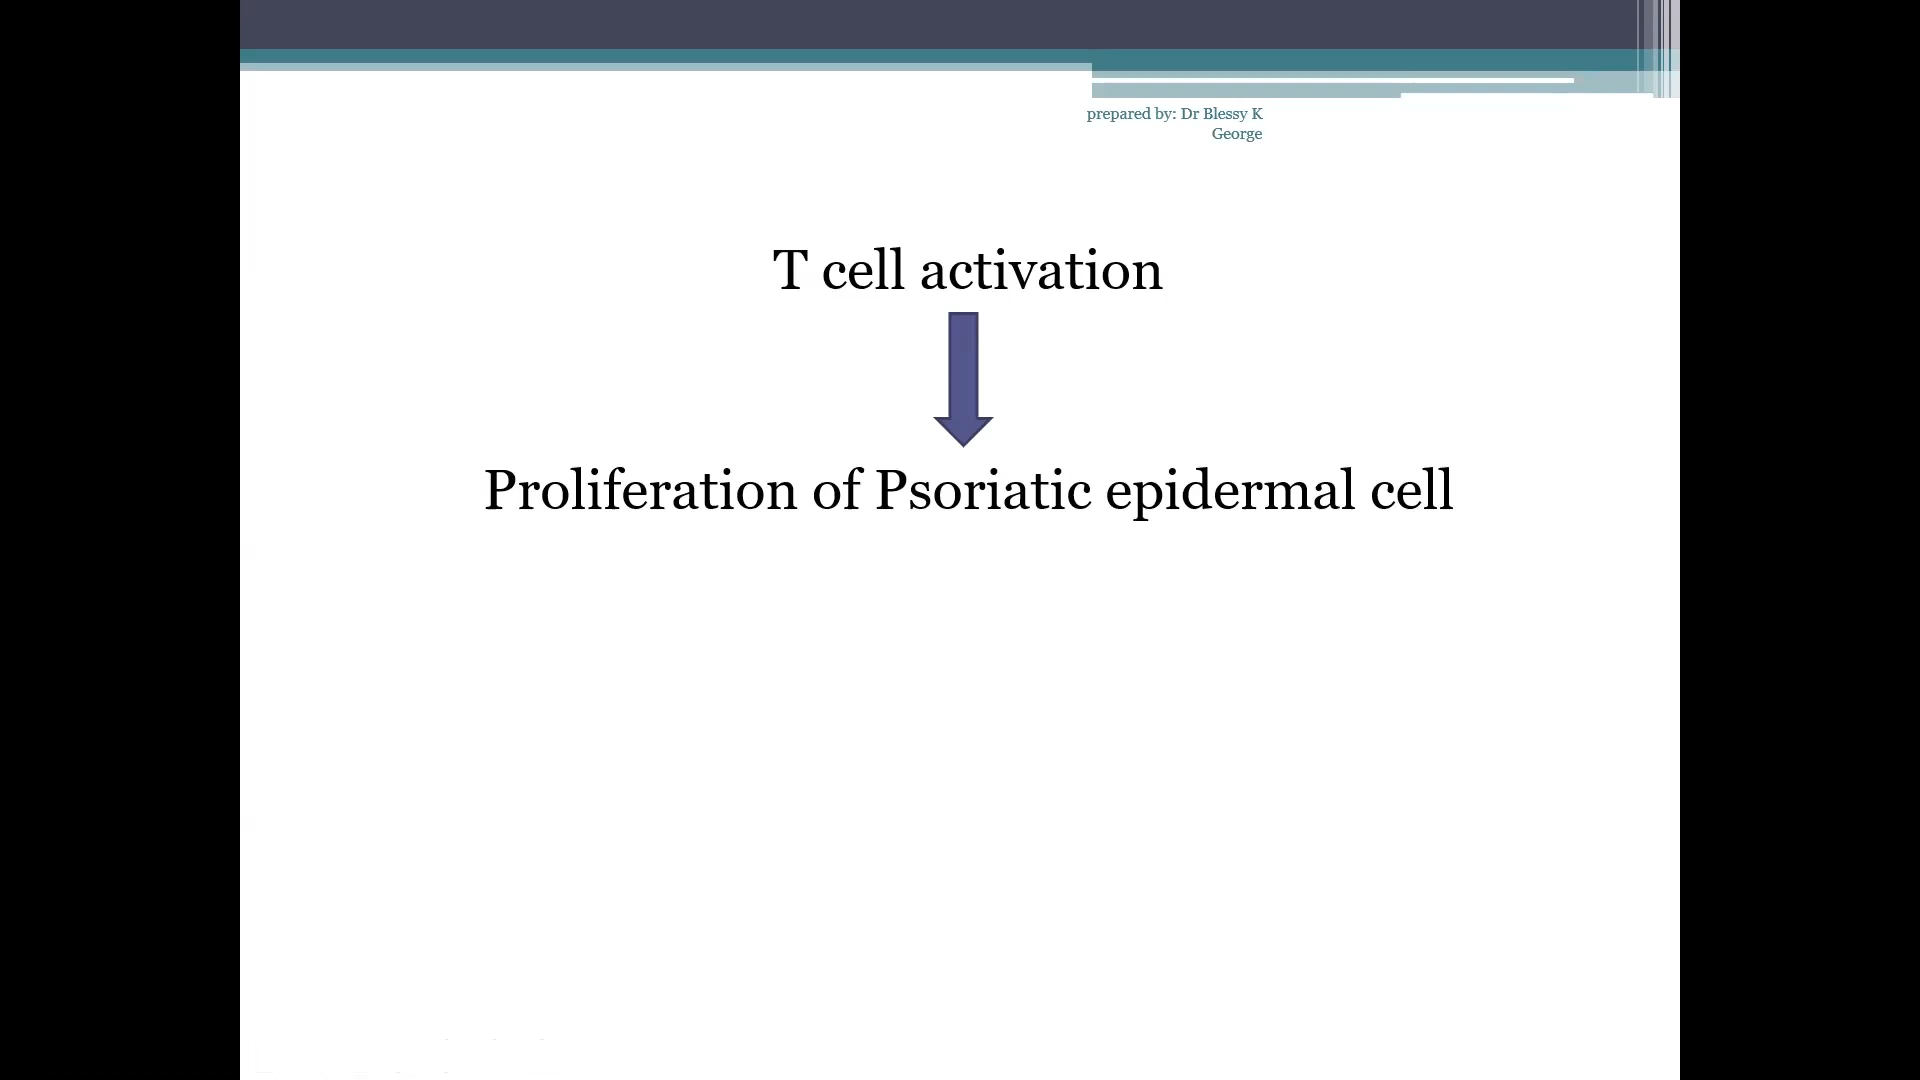 prepared by: Dr Blessy K
George
T cell activation
Proliferation of Psoriatic epidermal cell